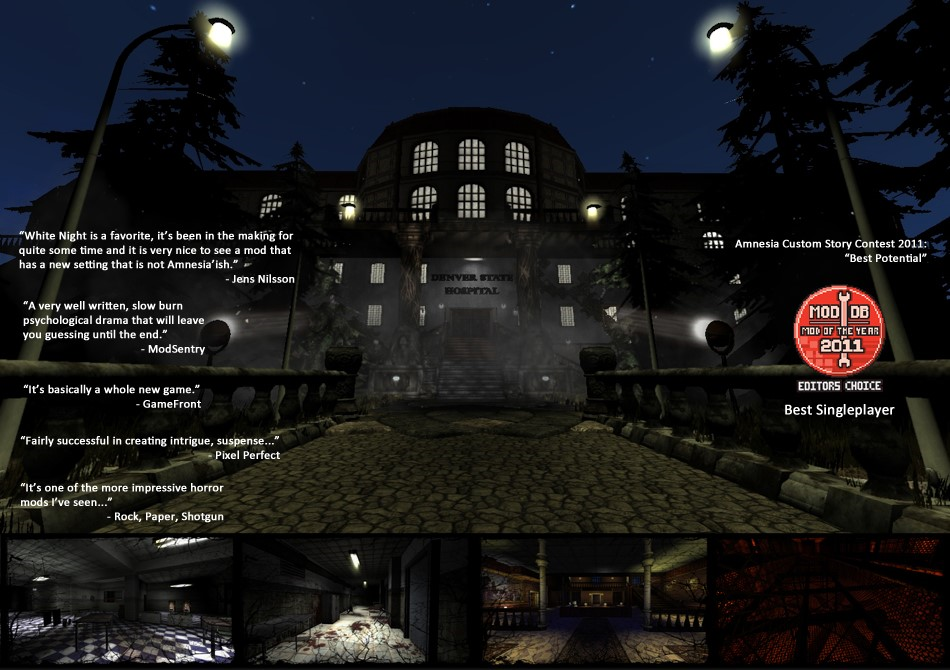 “White Night is a favorite, it’s been in the making for
quite some time and it is very nice to see a mod that
has a new setting that is not Amnesia’ish.”
- Jens Nilsson
“A very well written, slow burn
psychological drama that will leave
you guessing until the end.”
- ModSentry
“It’s basically a whole new game.”
- GameFront
“Fairly successful in creating intrigue, suspense...”
- Pixel Perfect
“It’s one of the more impressive horror
mods I’ve seen...”
- Rock, Paper, Shotgun
DENVER STATE
HOSPITAL
Amnesia Custom Story Contest 2011:
“Best Potential”
MOD DB
MOD OF THE YEAR
2011
EDITORS CHOICE
Best Singleplayer